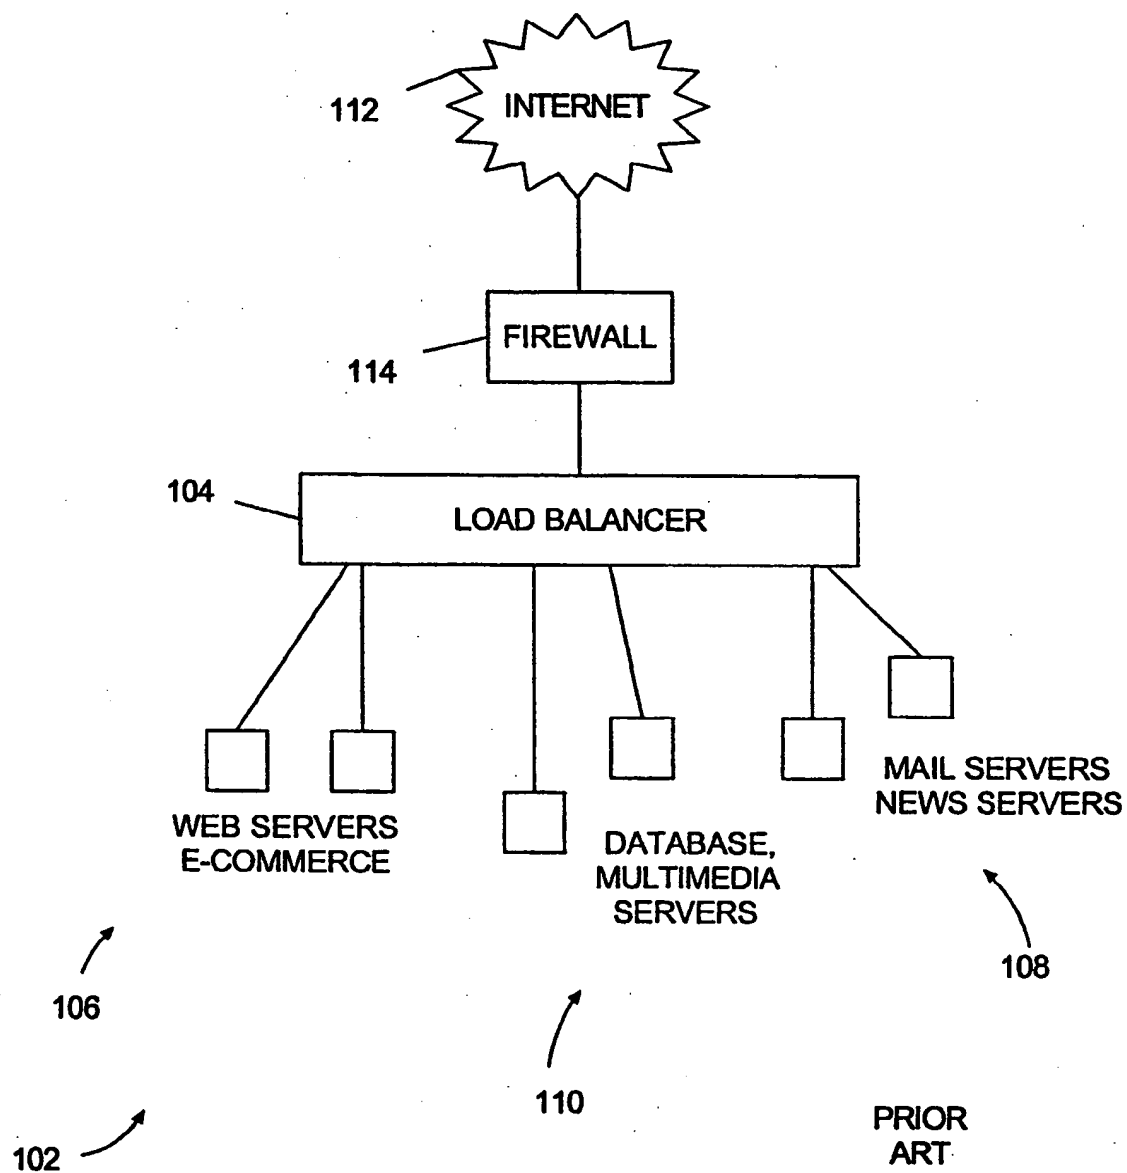 INTERNET
112
FIREWALL
114
104
LOAD BALANCER
MAIL SERVERS
NEWS SERVERS
WEB SERVERS
E-COMMERCE
DATABASE,
MULTIMEDIA
SERVERS
108
106
110
PRIOR
ART
102